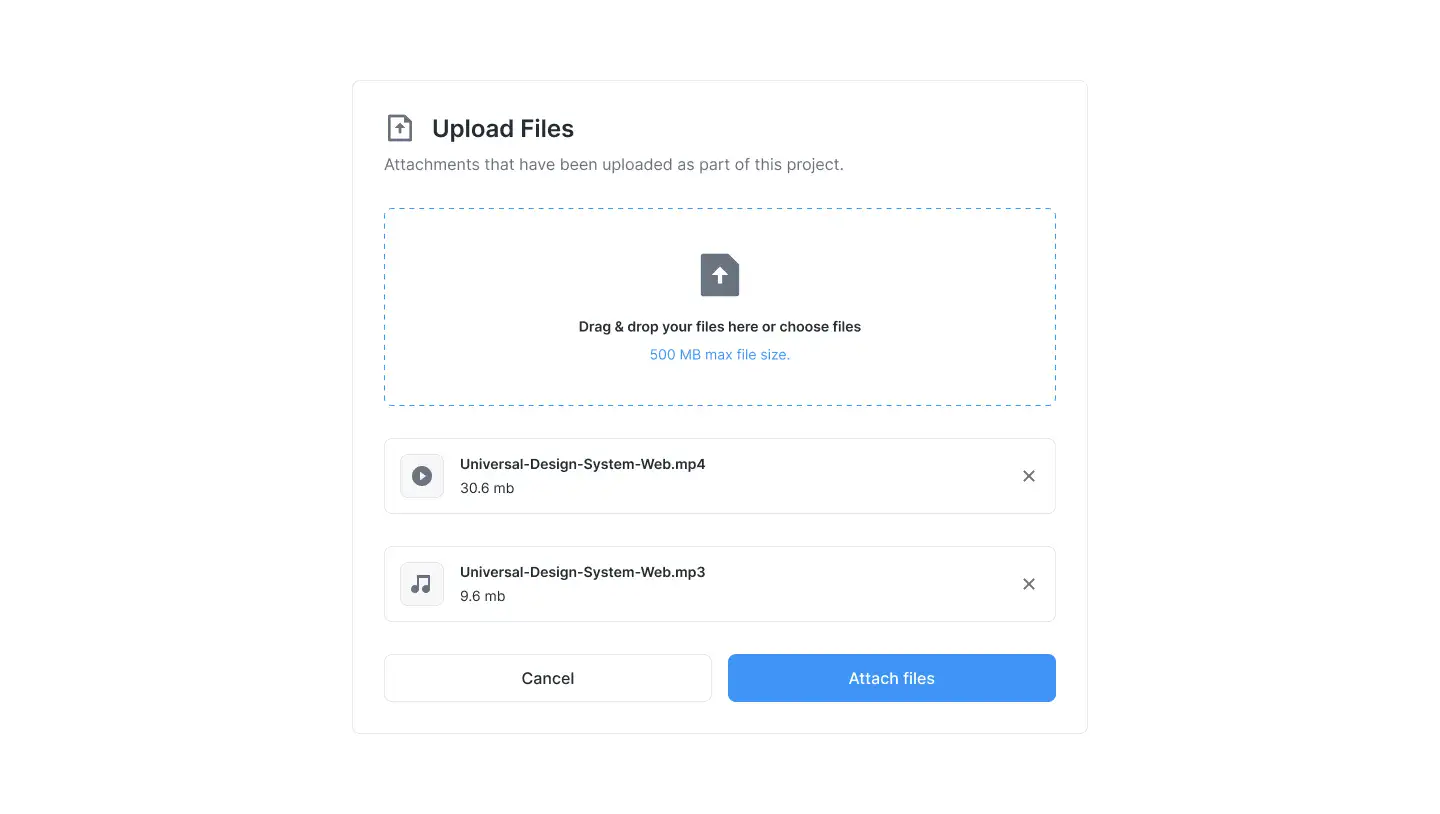 Upload Files
Attachments that have been uploaded as part of this project.
Drag & drop your files here or choose files
500 MB max file size.
Universal-Design-System-Web.mp4
30.6 mb
Universal-Design-System-Web.mp3
9.6 mb
Cancel
Attach files